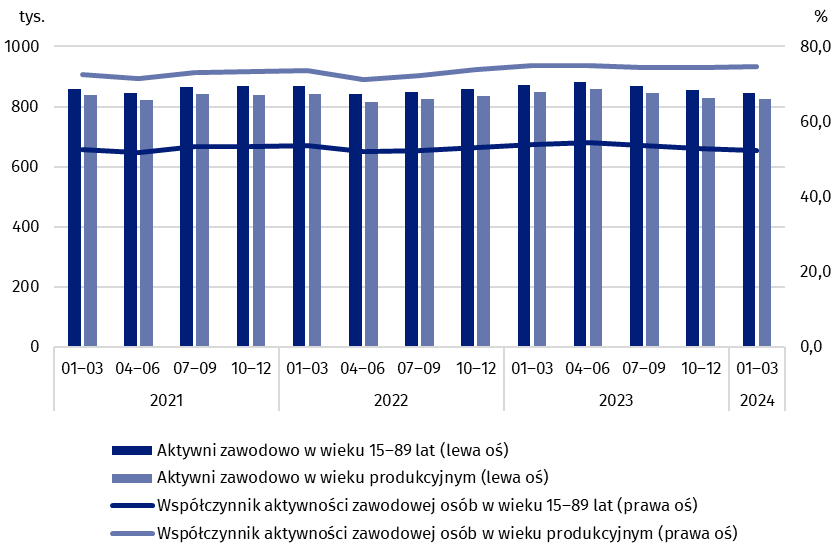 tys. %
1000 80,0
800
60,0
600
40,0
400
20,0
200
0 0,0
01–03 04–06 07–09 10–12 01–03 04–06 07–09 10–12 01–03 04–06 07–09 10–12 01–03
2021 2022 2023 2024
Aktywni zawodowo w wieku 15–89 lat (lewa oś)
Aktywni zawodowo w wieku produkcyjnym (lewa oś)
Współczynnik aktywności zawodowej osób w wieku 15–89 lat (prawa oś)
Współczynnik aktywności zawodowej osób w wieku produkcyjnym (prawa oś)